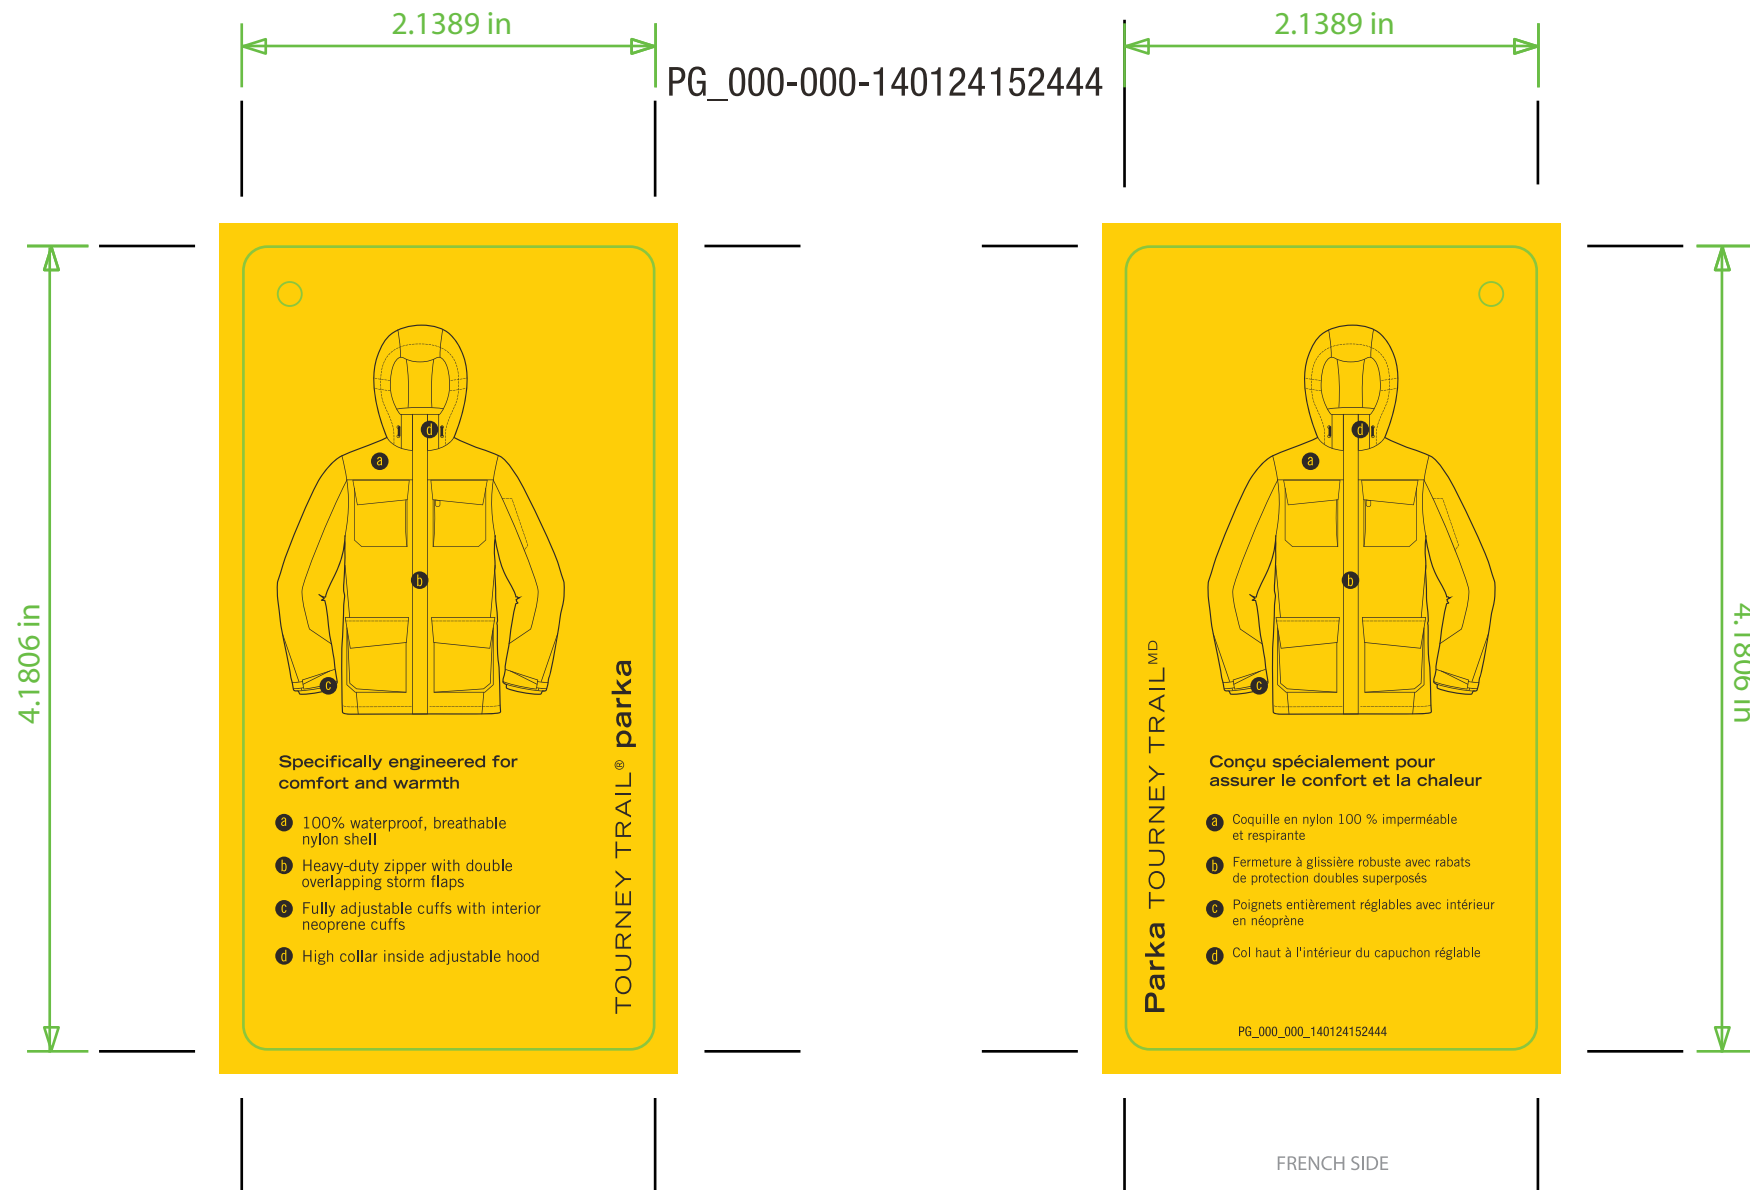 2.1389 in
2.1389 in
PG_000-000-140124152444
4.1806 in
d
a
b
c
TOURNEY TRAIL® parka
Specifically engineered for
comfort and warmth
a 100% waterproof, breathable
nylon shell
b Heavy-duty zipper with double
overlapping storm flaps
c Fully adjustable cuffs with interior
neoprene cuffs
d High collar inside adjustable hood
d
a
b
c
Parka TOURNEY TRAIL MD
Conçu spécialement pour
assurer le confort et la chaleur
a Coquille en nylon 100 % imperméable
et respirante
b Fermeture à glissière robuste avec rabats
de protection doubles superposés
c Poignets entièrement réglables avec intérieur
en néoprène
d Col haut à l'intérieur du capuchon réglable
PG_000_000_140124152444
4.1806 in
FRENCH SIDE